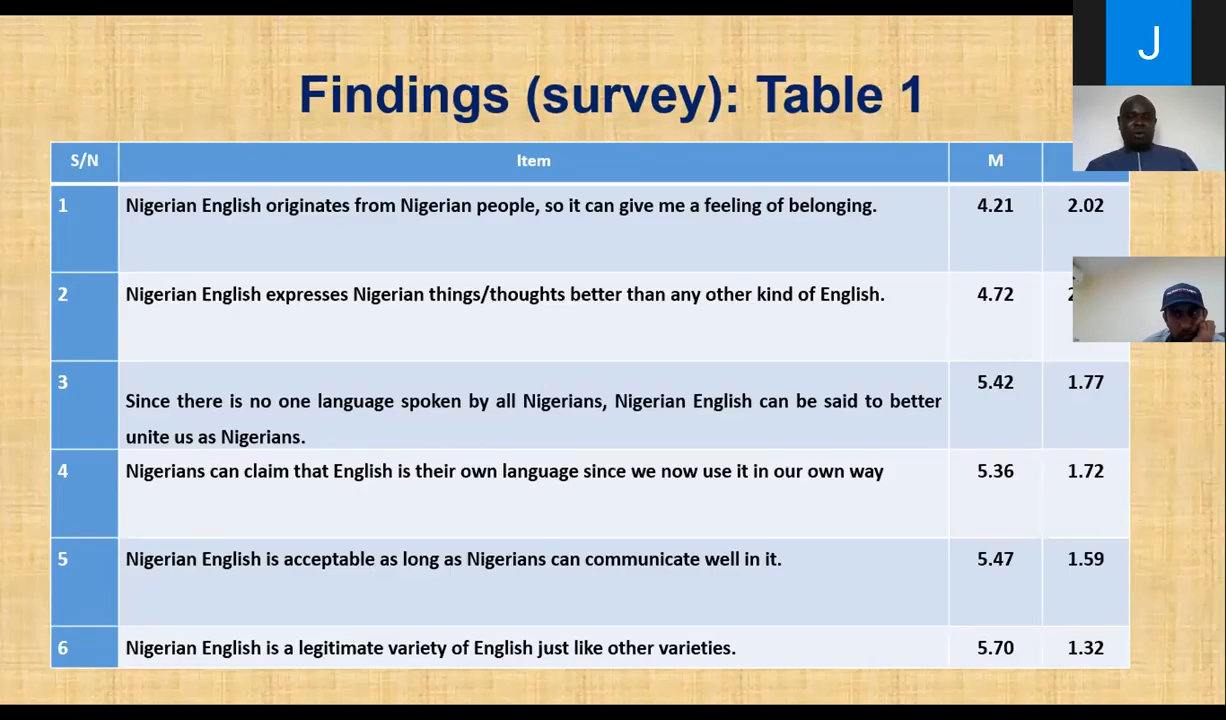 J
Findings (survey): Table 1
S/N Item M
1 Nigerian English originates from Nigerian people, so it can give me a feeling of belonging. 4.21 2.02
2 Nigerian English expresses Nigerian things/thoughts better than any other kind of English. 4.72
3 5.42 1.77
Since there is no one language spoken by all Nigerians, Nigerian English can be said to better
unite us as Nigerians.
4 Nigerians can claim that English is their own language since we now use it in our own way 5.36 1.72
5 Nigerian English is acceptable as long as Nigerians can communicate well in it. 5.47 1.59
6 Nigerian English is a legitimate variety of English just like other varieties. 5.70 1.32